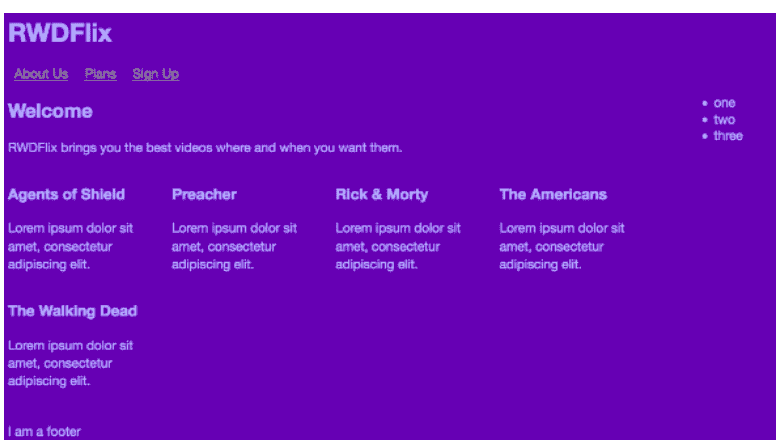 RWDFlix
About Us Plans Sign Up
Welcome
RWDFlix brings you the best videos where and when you want them.
one
two
three
Agents of Shield
Lorem ipsum dolor sit
amet, consectetur
adipiscing elit.
Preacher
Lorem ipsum dolor sit
amet, consectetur
adipiscing elit.
Rick & Morty
Lorem ipsum dolor sit
amet, consectetur
adipiscing elit.
The Americans
Lorem ipsum dolor sit
amet, consectetur
adipiscing elit.
The Walking Dead
Lorem ipsum dolor sit
amet, consectetur
adipiscing elit.
I am a footer